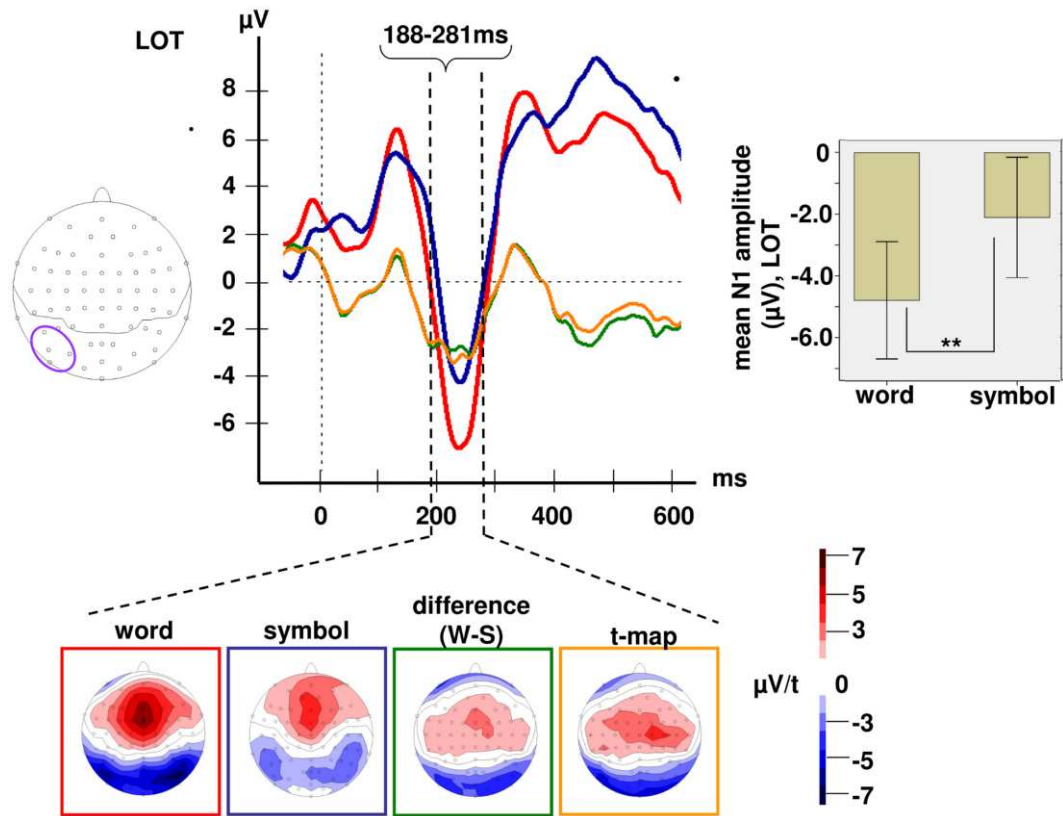 LOT
µV
188-281ms
8
6
4
2
0
-2
-4
-6
ms
0
200
400
600
mean N1 amplitude
(µV), LOT
0
-2.0
-4.0
-6.0
**
word
symbol
word
symbol
difference
(W-S)
t-map
µV/t
7
5
3
0
-3
-5
-7